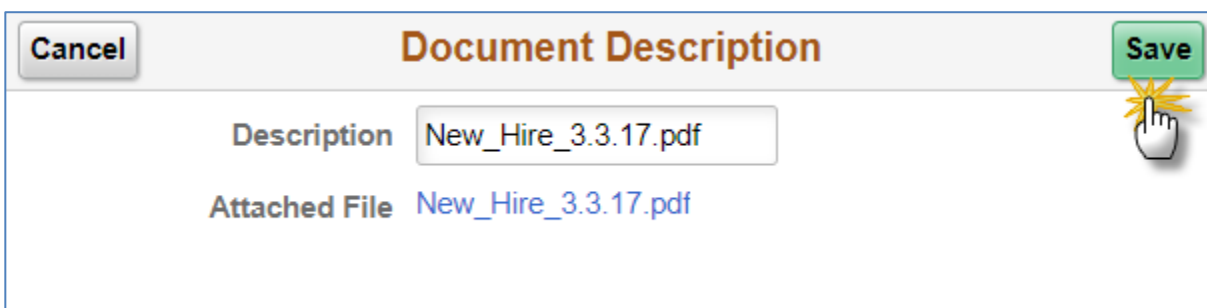 Cancel Document Description Save
Description New_Hire_3.3.17.pdf
Attached File New_Hire_3.3.17.pdf